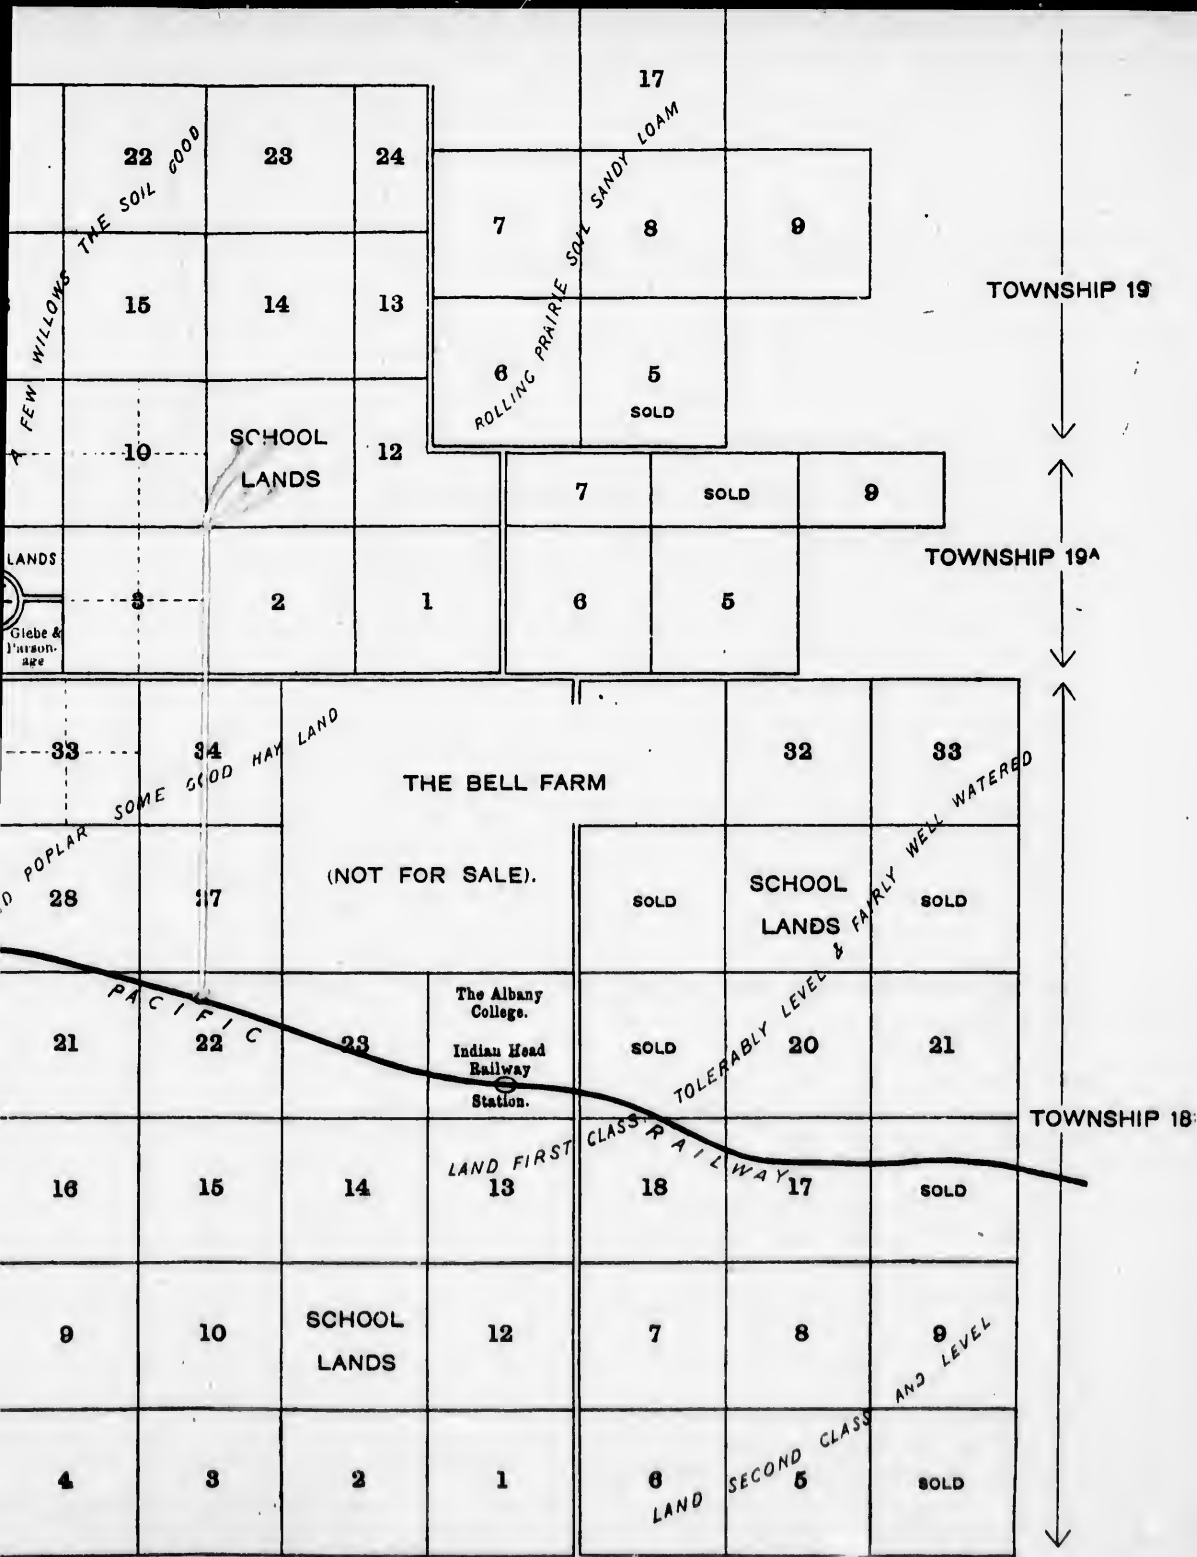 17
22 23 24
A FEW WILLOWS THE SOIL GOOD
7 8 9
ROLLING PRAIRIE SOIL SANDY LOAM
TOWNSHIP 19
15 14 13
6 5
SOLD
10 SCHOOL 12
LANDS
7 SOLD 9
TOWNSHIP 19A
LANDS
3 2 1 6 5
Glebe &
Parson-
age
33 34 32 33
POPLAR SOME GOOD HAY LAND
THE BELL FARM
(NOT FOR SALE).
28 27 SOLD SCHOOL SOLD
LANDS
LAND FIRST CLASS TOLERABLY LEVEL & FAIRLY WELL WATERED
PACIFIC RAILWAY
The Albany
College.
21 22 23 SOLD 20 21
Indian Head
Railway
Station.
TOWNSHIP 18
16 15 14 13 18 17 SOLD
9 10 SCHOOL 12 7 8 9
LANDS
LAND SECOND CLASS AND LEVEL
4 3 2 1 6 5 SOLD